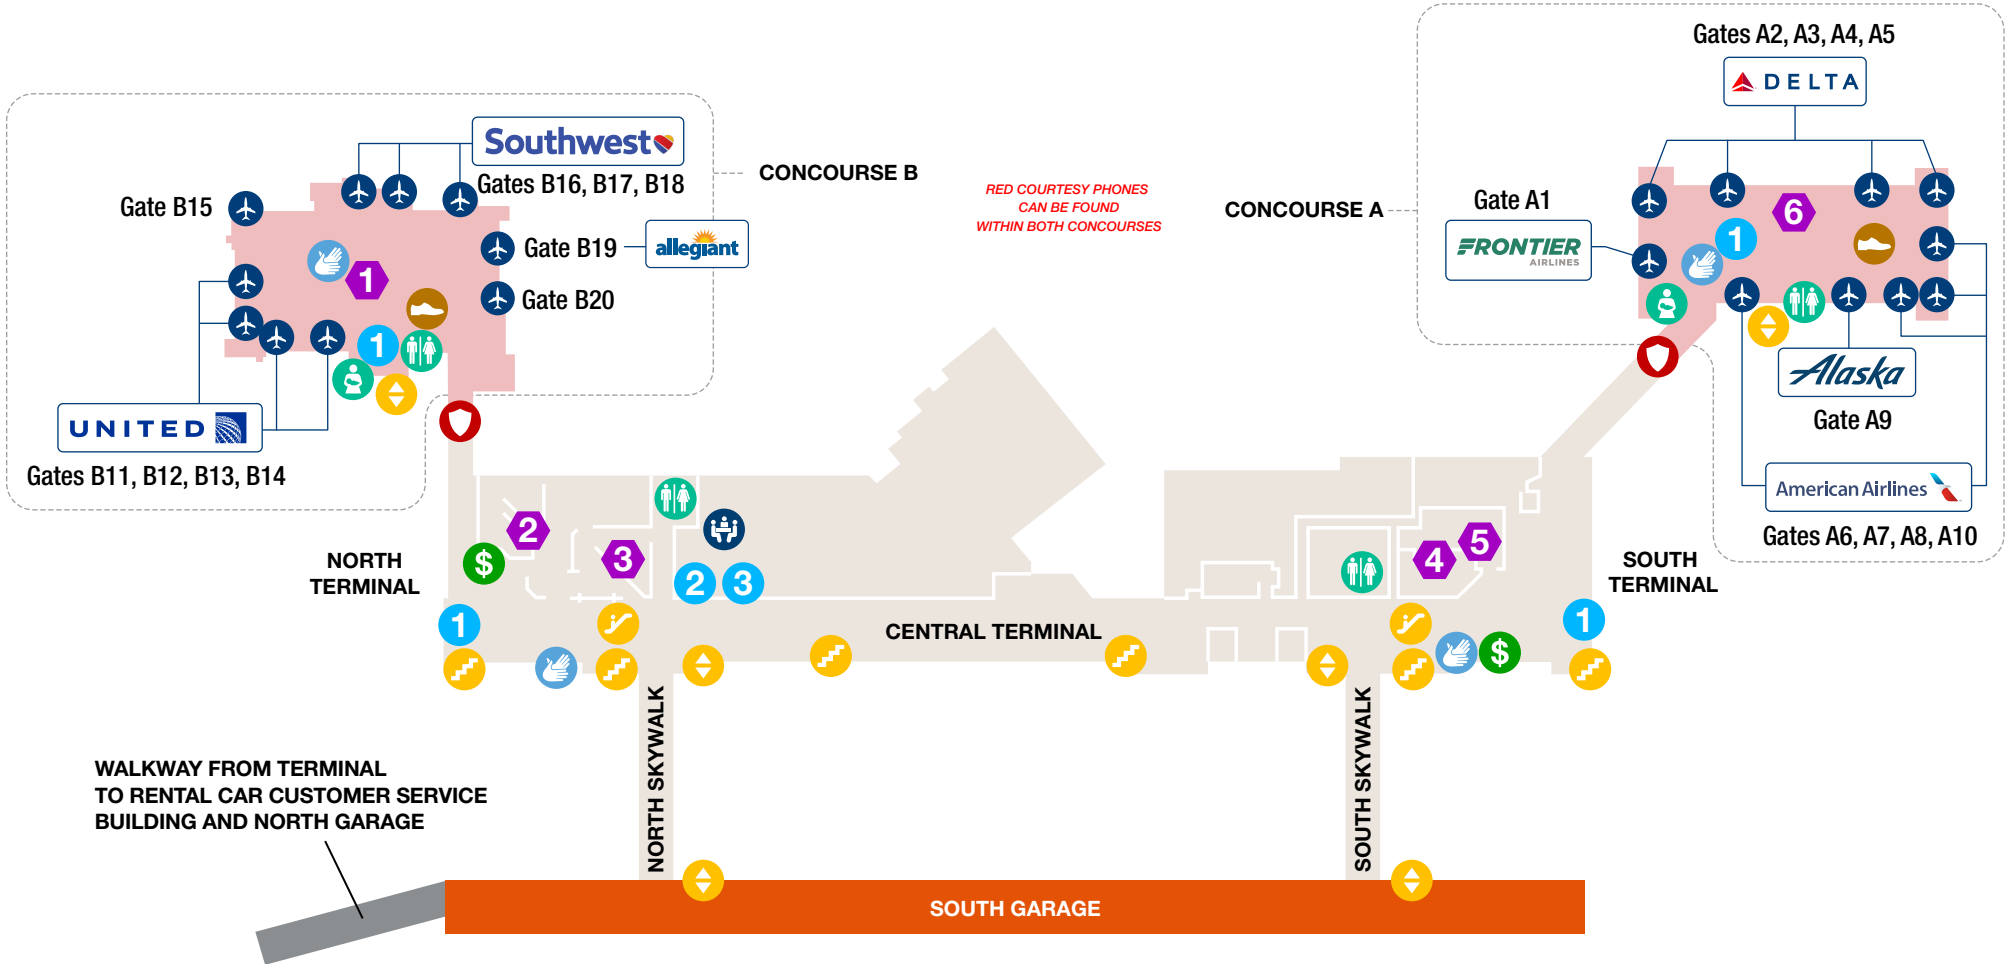 Gates A2, A3, A4, A5
DELTA
Southwest
Gates B16, B17, B18
CONCOURSE B
RED COURTESY PHONES
CAN BE FOUND
WITHIN BOTH CONCOURSES
CONCOURSE A
Gate A1
FRONTIER
AIRLINES
6
1
Gate B15
Gate B19
allegiant
1
Gate B20
1
UNITED
Gates B11, B12, B13, B14
Alaska
Gate A9
American Airlines
Gates A6, A7, A8, A10
NORTH
TERMINAL
$
2
3
2
3
1
CENTRAL TERMINAL
4
5
SOUTH
TERMINAL
1
$
NORTH SKYWALK
SOUTH SKYWALK
WALKWAY FROM TERMINAL
TO RENTAL CAR CUSTOMER SERVICE
BUILDING AND NORTH GARAGE
SOUTH GARAGE